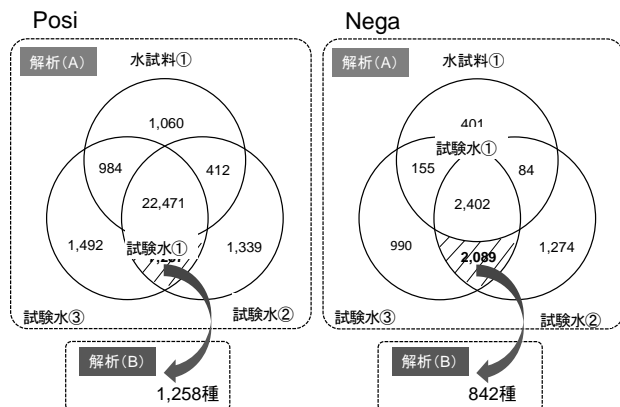 Posi
解析(A)
水試料①
1,060
984
412
22,471
試験水①
1,492
1,339
試験水③
試験水②
解析(B)
1,258種
Nega
解析(A)
水試料①
401
試験水①
155
84
2,402
990
2,089
1,274
試験水③
試験水②
解析(B)
842種